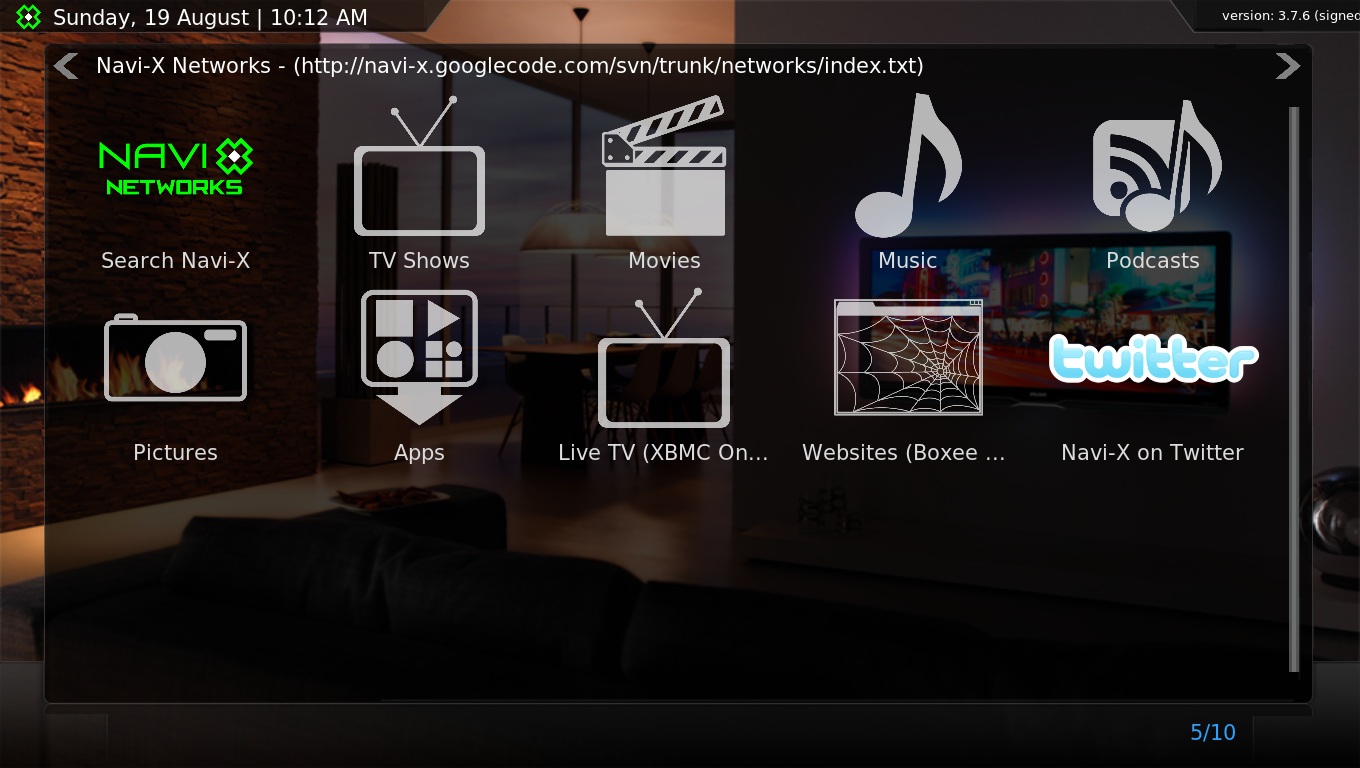 Sunday, 19 August | 10:12 AM
version: 3.7.6 (signed
Navi-X Networks - (http://navi-x.googlecode.com/svn/trunk/networks/index.txt)
NAVI X
NETWORKS
twitter
Search Navi-X
TV Shows
Movies
Music
Podcasts
Pictures
Apps
Live TV (XBMC On...
Websites (Boxee ...
Navi-X on Twitter
5/10